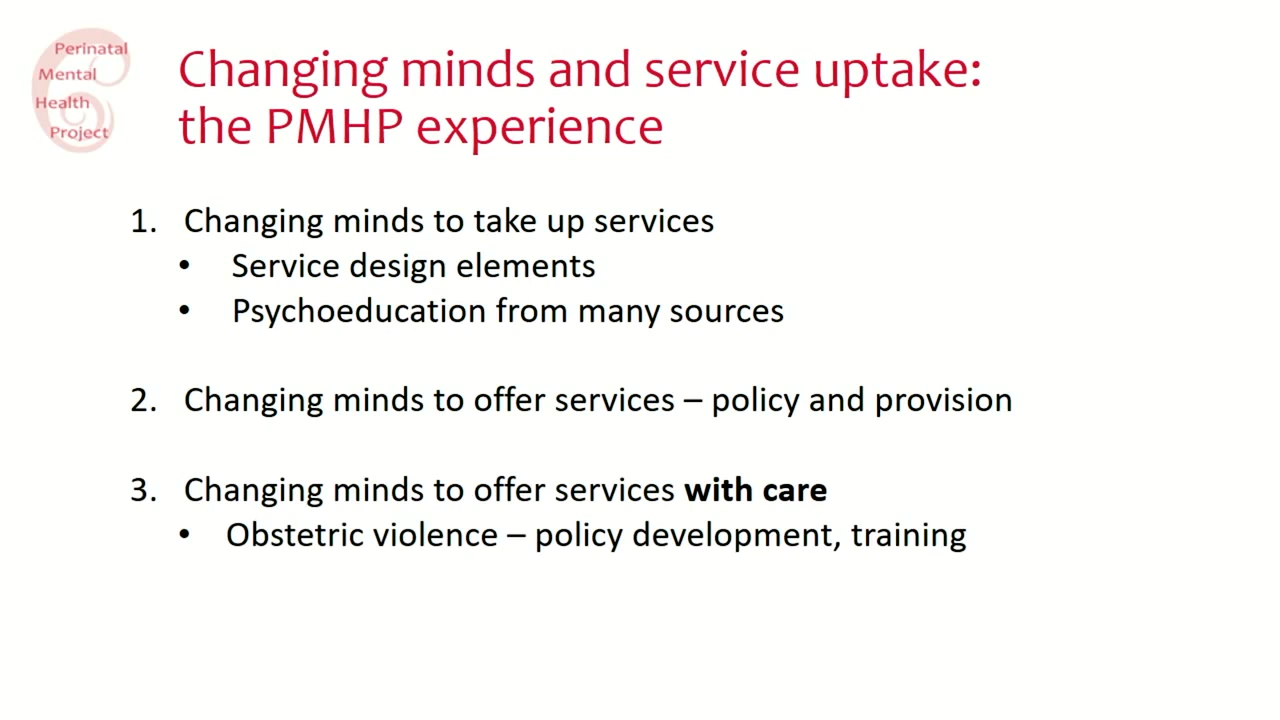 Perinatal
Mental
Health
Project
Changing minds and service uptake:
the PMHP experience
1. Changing minds to take up services
• Service design elements
• Psychoeducation from many sources
2. Changing minds to offer services – policy and provision
3. Changing minds to offer services with care
• Obstetric violence – policy development, training